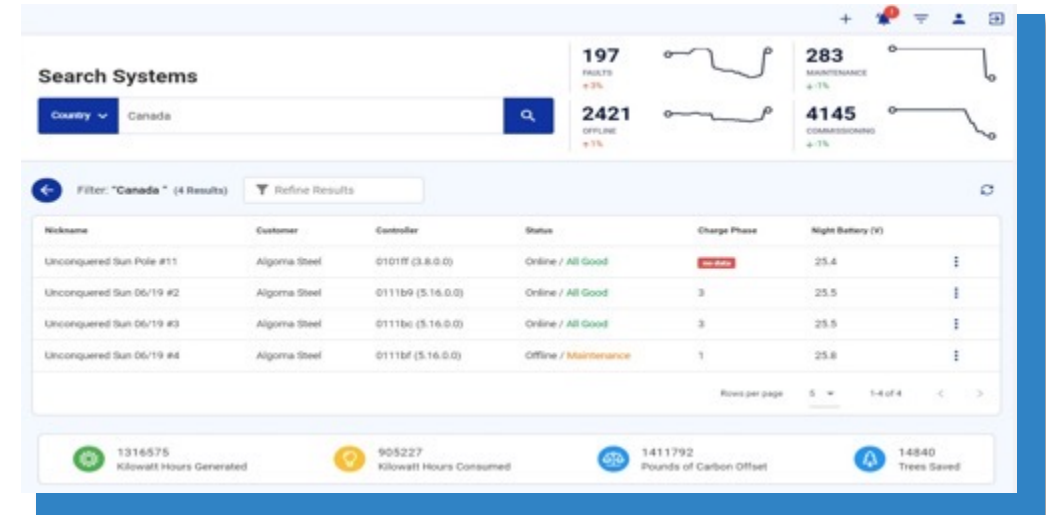 Search Systems
Country Canada
197
FAULTS
3%
283
MAINTENANCE
-1%
2421
OFFLINE
1%
4145
COMMISSIONING
-1%
Filter: "Canada " (4 Results) Refine Results
Nickname Customer Controller Status Charge Phase Night Battery (V)
Unconquered Sun Pole #11 Algoma Steel 0101ff (3.8.0.0) Online / All Good no data 25.4
Unconquered Sun 06/19 #2 Algoma Steel 0111b9 (5.16.0.0) Online / All Good 3 25.5
Unconquered Sun 06/19 #3 Algoma Steel 0111bc (5.16.0.0) Online / All Good 3 25.5
Unconquered Sun 06/19 #4 Algoma Steel 0111bf (5.16.0.0) Offline / Maintenance 1 25.8
Rows per page 5 1-4 of 4
1316575
Kilowatt Hours Generated
905227
Kilowatt Hours Consumed
1411792
Pounds of Carbon Offset
14840
Trees Saved